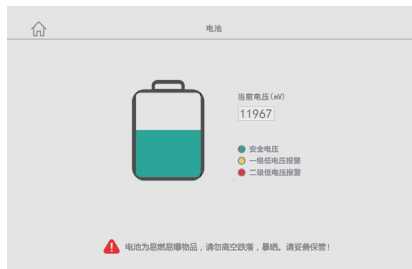 电池
当前电压(mV)
11967
安全电压
一级低电压报警
二级低电压报警
电池为易燃易爆物品，请勿高空跌落，暴晒。请妥善保管!